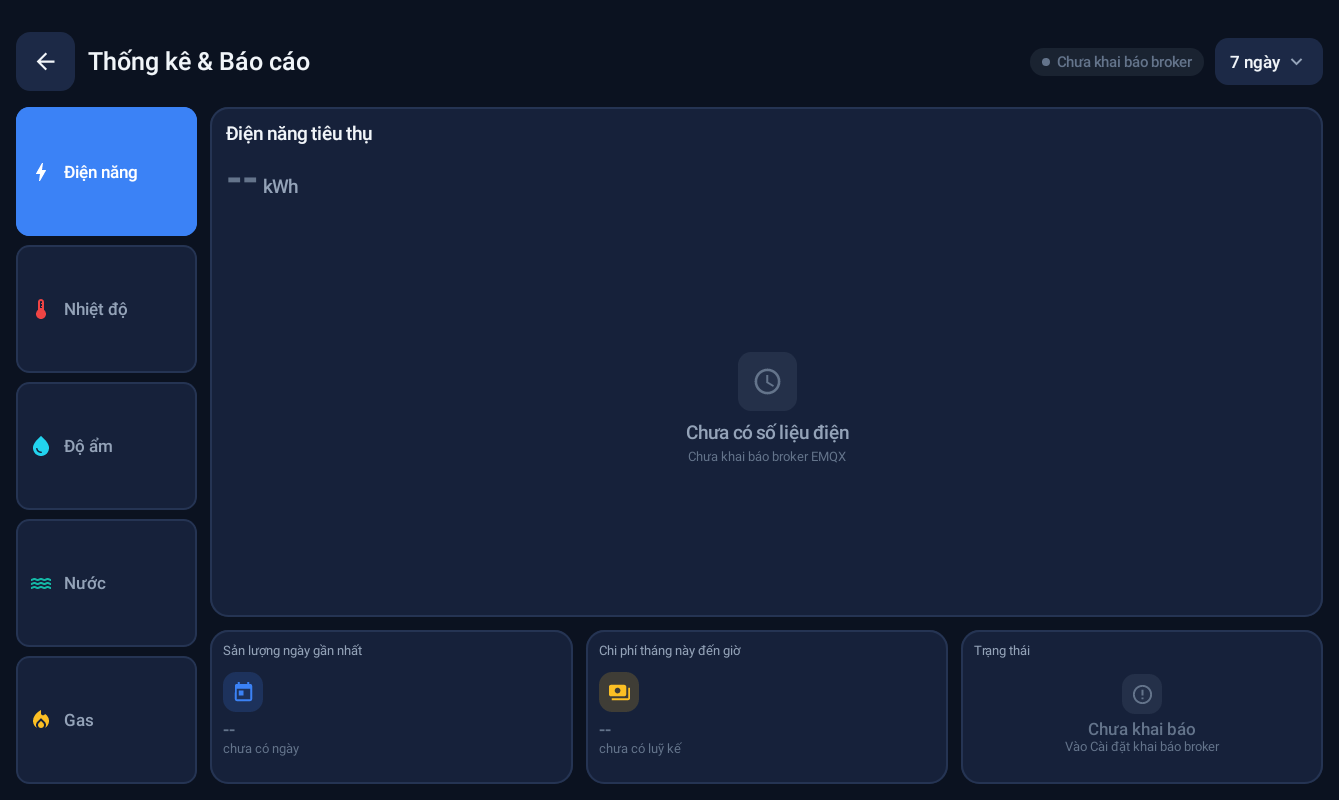 Thống kê & Báo cáo
Chưa khai báo broker
7 ngày
Điện năng
Nhiệt độ
Độ ẩm
Nước
Gas
Điện năng tiêu thụ
-- kWh
Chưa có số liệu điện
Chưa khai báo broker EMQX
Sản lượng ngày gần nhất
--
chưa có ngày
Chi phí tháng này đến giờ
--
chưa có luỹ kế
Trạng thái
Chưa khai báo
Vào Cài đặt khai báo broker